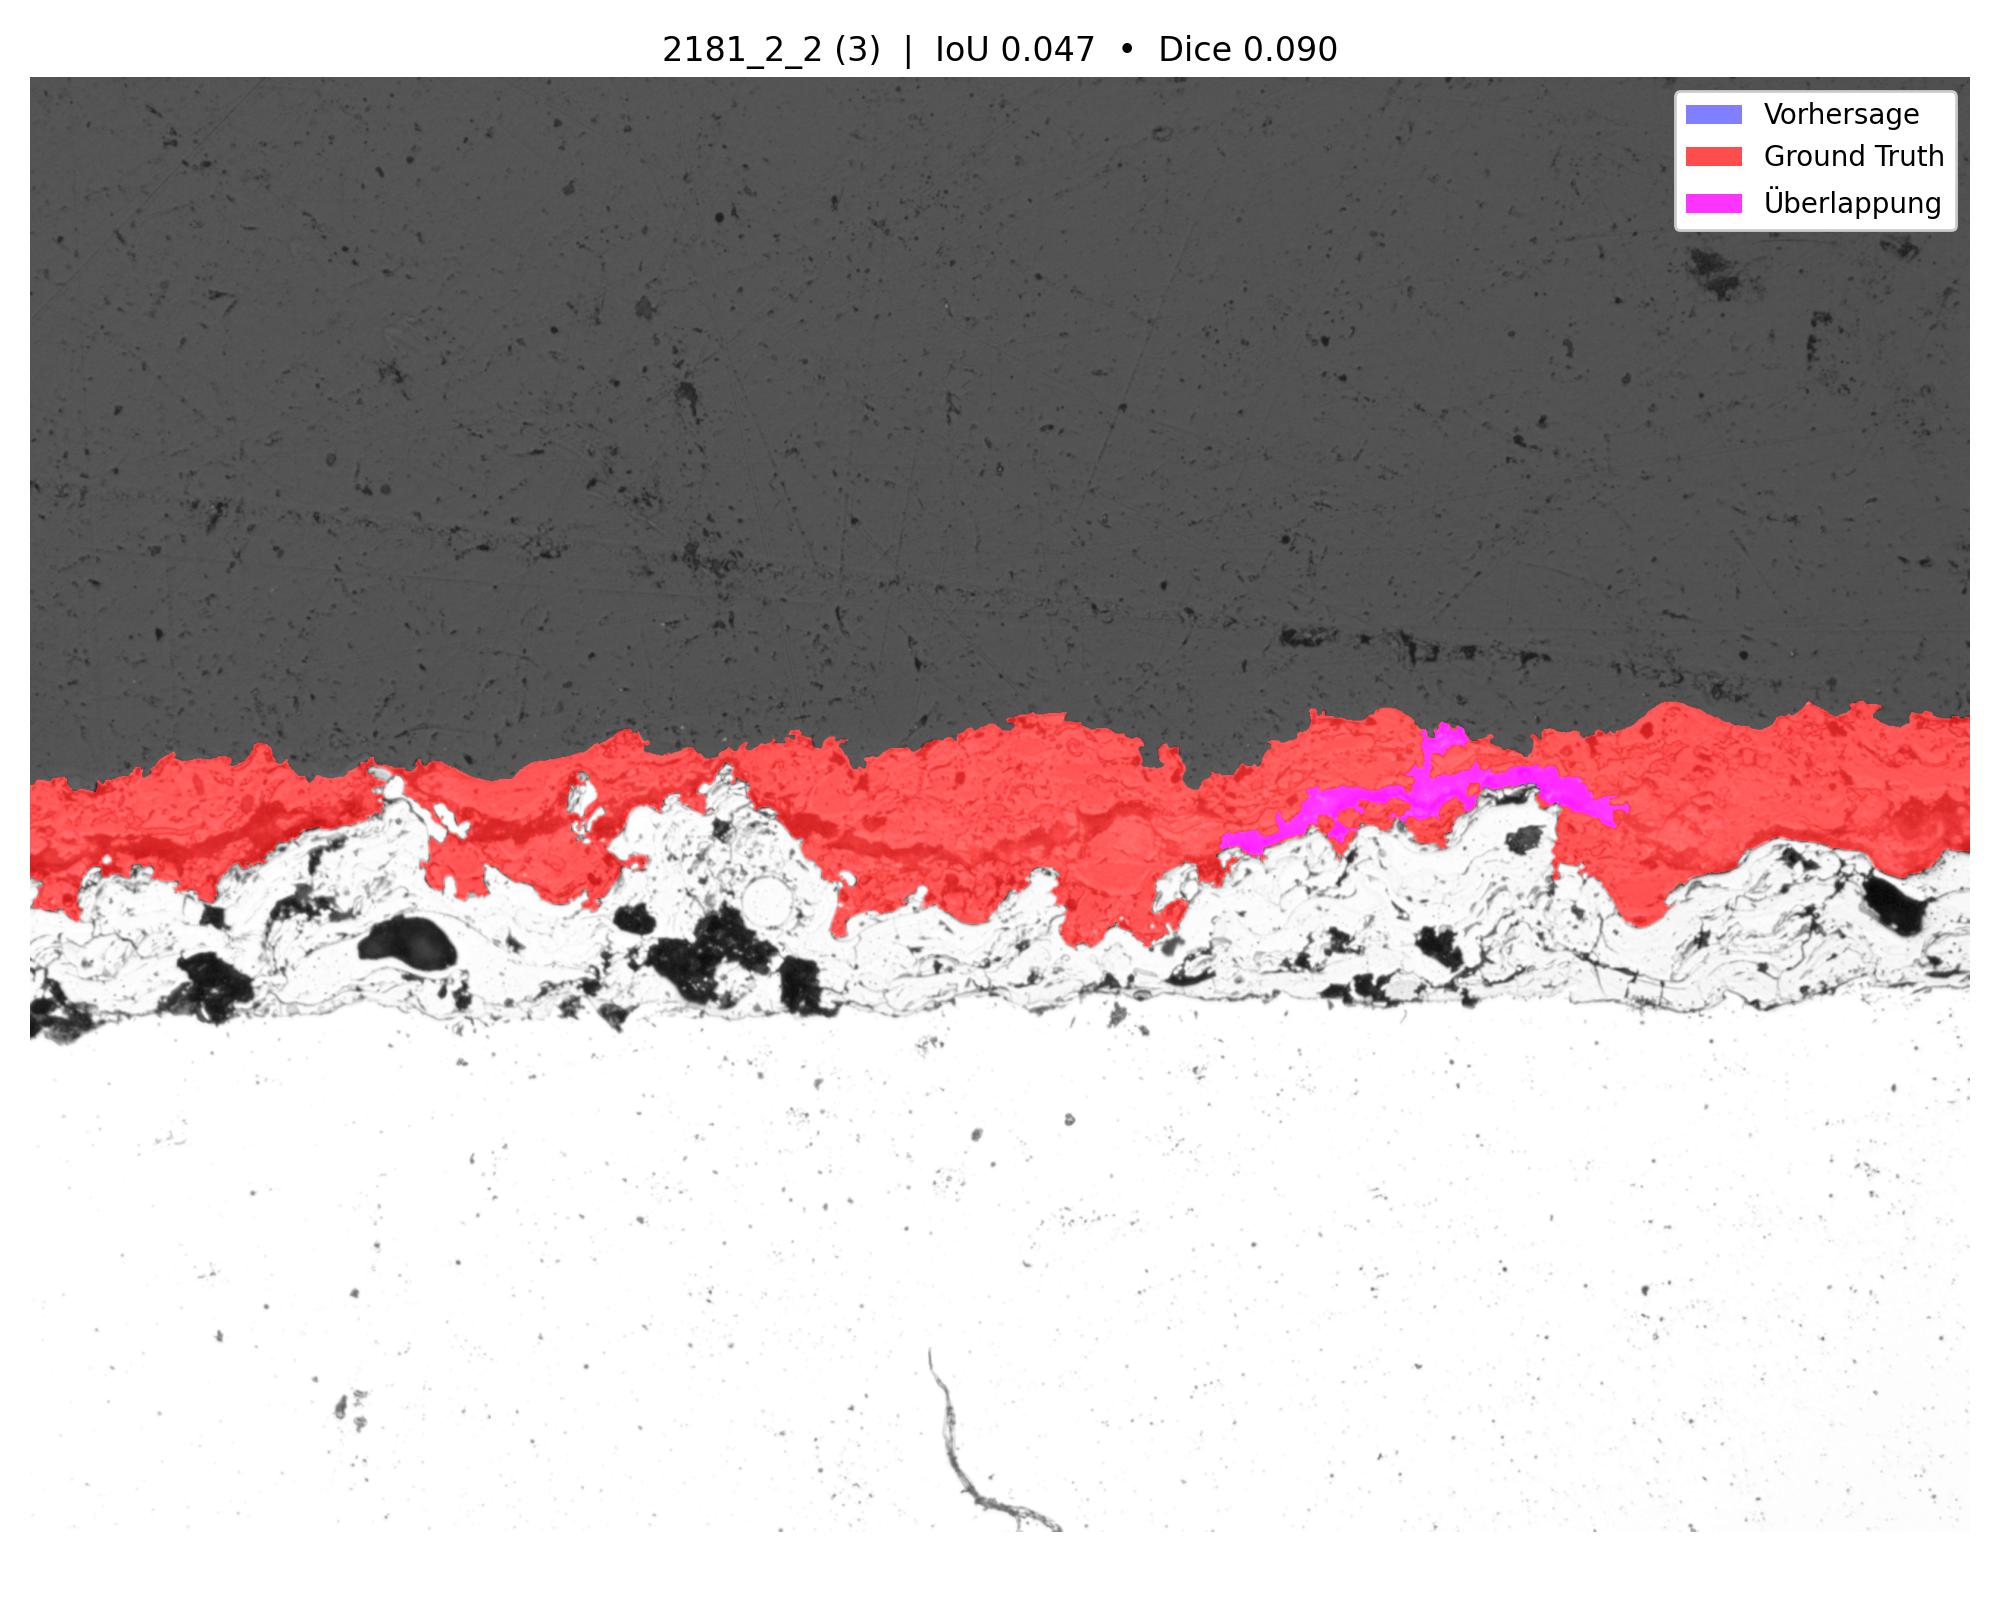 2181_2_2 (3) | IoU 0.047 • Dice 0.090
Vorhersage
Ground Truth
Überlappung